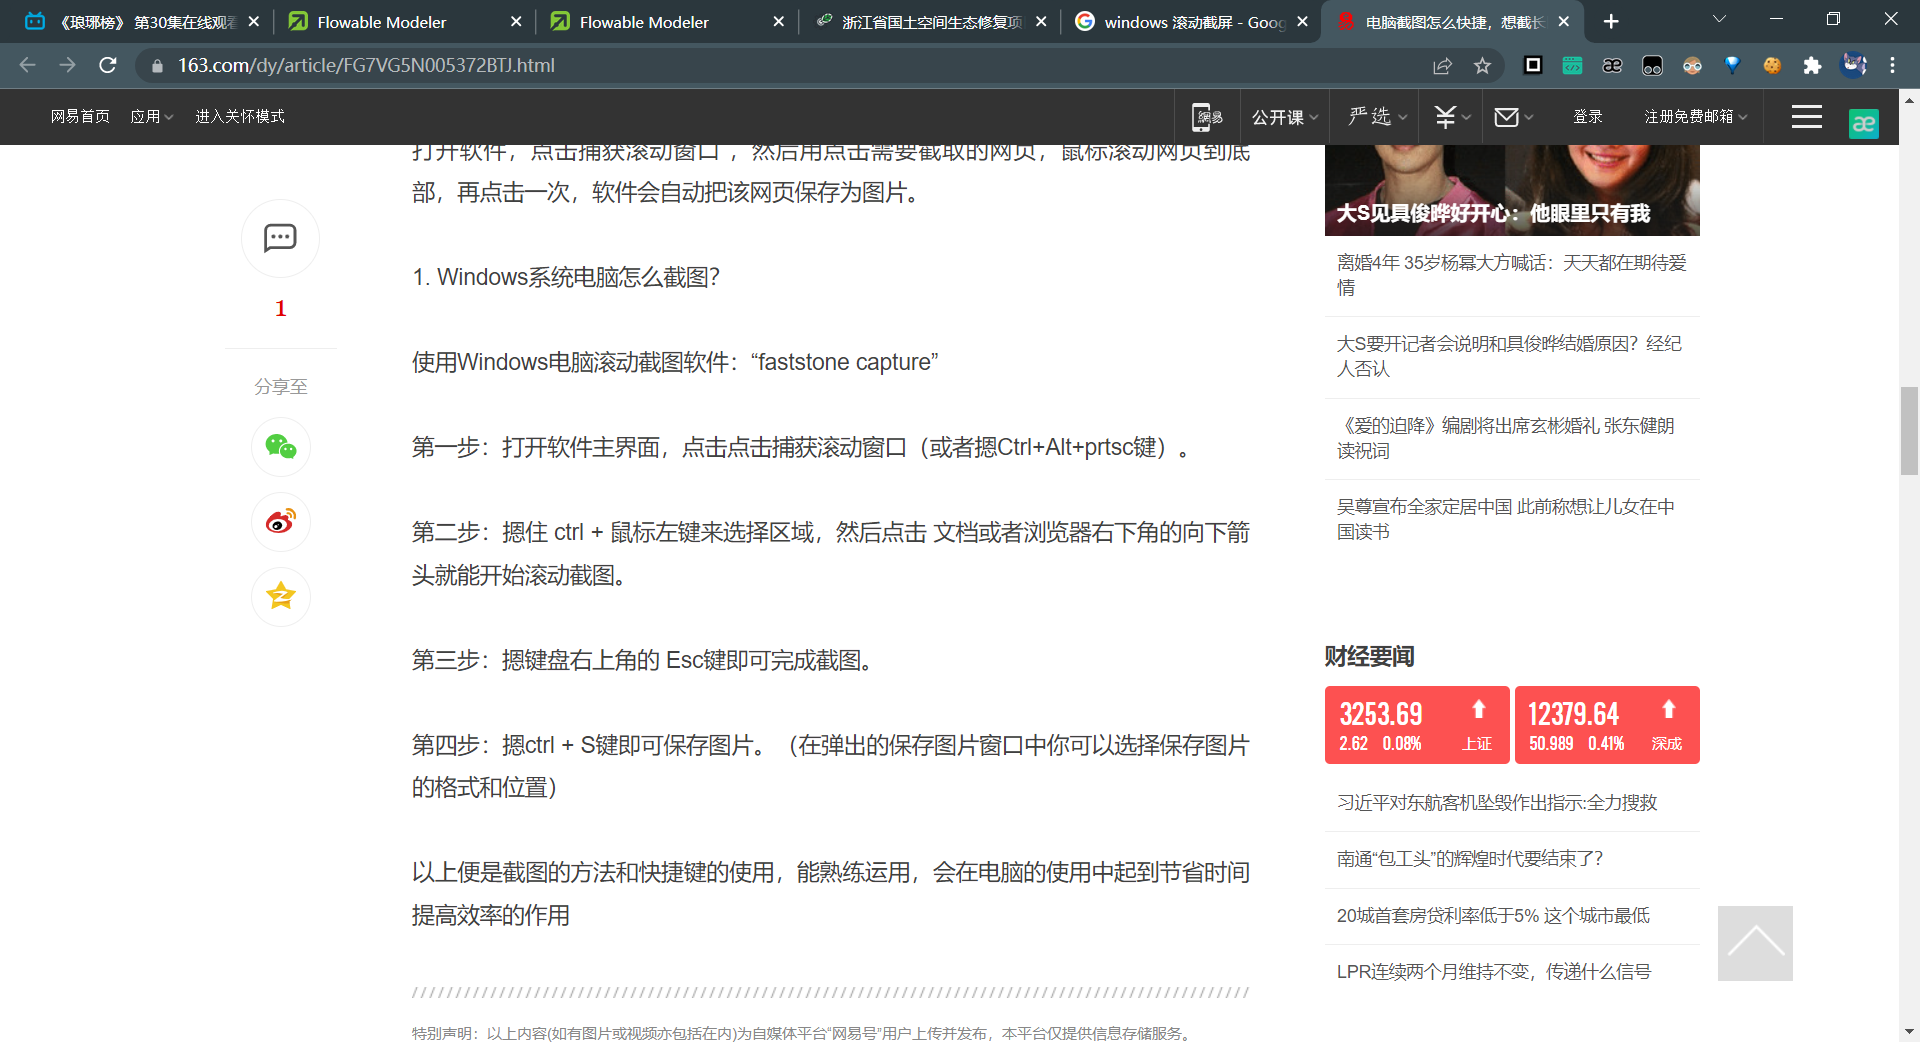 《琅琊榜》 第30集在线观看
Flowable Modeler
Flowable Modeler
浙江省国土空间生态修复项
windows 滚动截屏 - Goog
电脑截图怎么快捷，想截长
163.com/dy/article/FG7VG5N005372BTJ.html
网易首页
应用
进入关怀模式
網易
公开课
严选
登录
注册免费邮箱
æ
打开软件，点击捕获滚动窗口 ，然后用点击需要截取的网页，鼠标滚动网页到底
部，再点击一次，软件会自动把该网页保存为图片。
1. Windows系统电脑怎么截图？
使用Windows电脑滚动截图软件：“faststone capture”
第一步：打开软件主界面，点击点击捕获滚动窗口（或者摁Ctrl+Alt+prtsc键）。
第二步：摁住 ctrl + 鼠标左键来选择区域，然后点击 文档或者浏览器右下角的向下箭
头就能开始滚动截图。
第三步：摁键盘右上角的 Esc键即可完成截图。
第四步：摁ctrl + S键即可保存图片。（在弹出的保存图片窗口中你可以选择保存图片
的格式和位置）
以上便是截图的方法和快捷键的使用，能熟练运用，会在电脑的使用中起到节省时间
提高效率的作用
特别声明：以上内容(如有图片或视频亦包括在内)为自媒体平台“网易号”用户上传并发布，本平台仅提供信息存储服务。
1
分享至
大S见具俊晔好开心：他眼里只有我
离婚4年 35岁杨幂大方喊话：天天都在期待爱
情
大S要开记者会说明和具俊晔结婚原因？经纪
人否认
《爱的迫降》编剧将出席玄彬婚礼 张东健朗
读祝词
吴尊宣布全家定居中国 此前称想让儿女在中
国读书
财经要闻
3253.69
2.62 0.08% 上证
12379.64
50.989 0.41% 深成
习近平对东航客机坠毁作出指示:全力搜救
南通“包工头”的辉煌时代要结束了？
20城首套房贷利率低于5% 这个城市最低
LPR连续两个月维持不变，传递什么信号